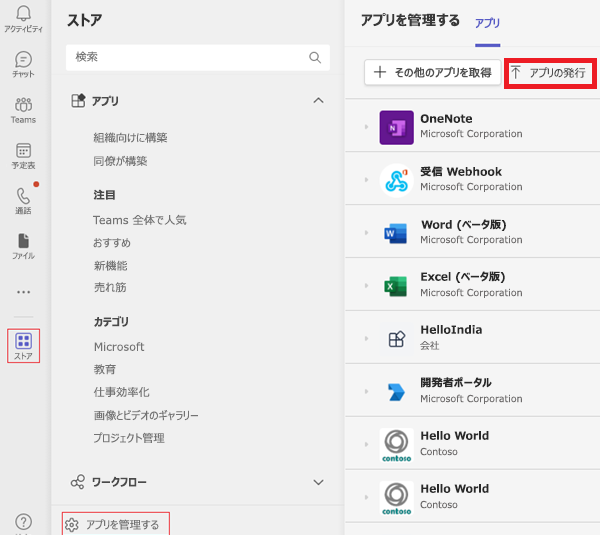 アクティビティ
チャット
Teams
予定表
通話
ファイル
ストア
ストア
検索
アプリ
組織向けに構築
同僚が構築
注目
Teams 全体で人気
おすすめ
新機能
売れ筋
カテゴリ
Microsoft
教育
仕事効率化
画像とビデオのギャラリー
プロジェクト管理
ワークフロー
アプリを管理する
アプリを管理する
アプリ
その他のアプリを取得
アプリの発行
OneNote
Microsoft Corporation
受信 Webhook
Microsoft Corporation
Word (ベータ版)
Microsoft Corporation
Excel (ベータ版)
Microsoft Corporation
HelloIndia
会社
開発者ポータル
Microsoft Corporation
contoso
Hello World
Contoso
contoso
Hello World
Contoso